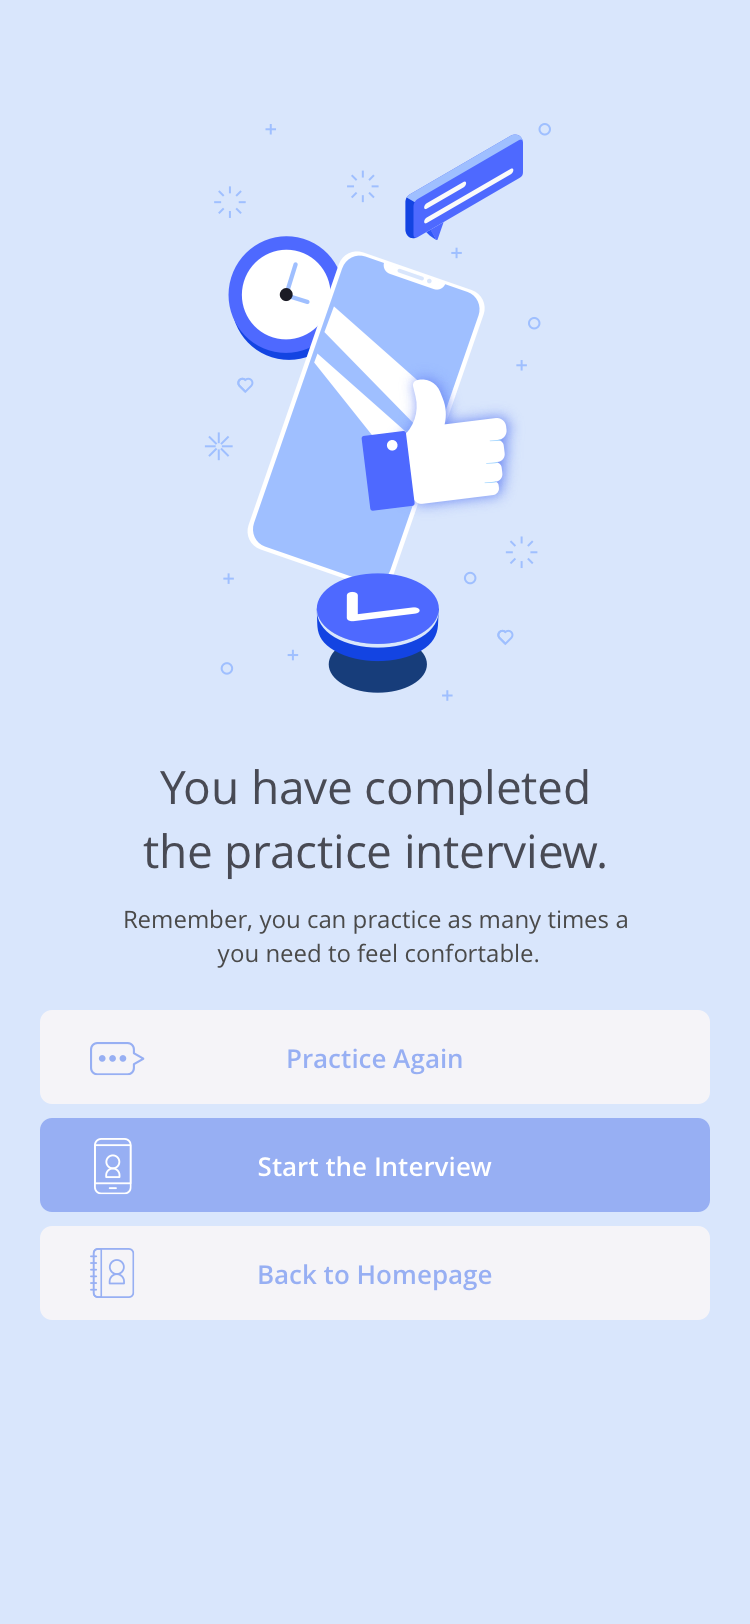 You have completed
the practice interview.
Remember, you can practice as many times a
you need to feel confortable.
Practice Again
Start the Interview
Back to Homepage